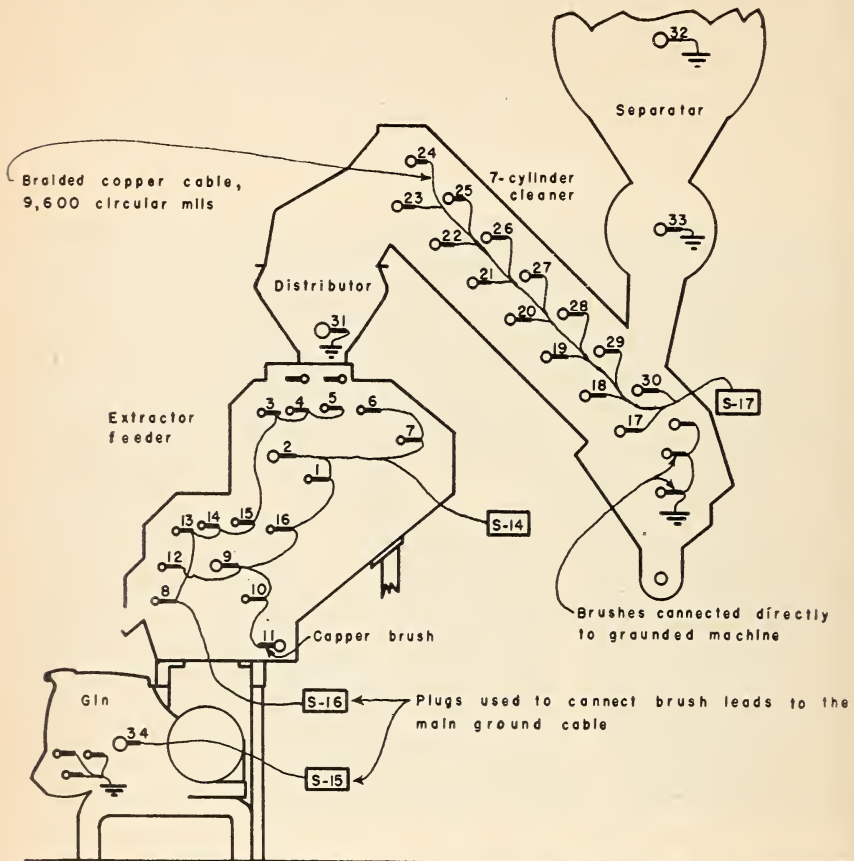 32
Separatar
24
7-cylinder
cleaner
Braided copper cable,
9,600 circular mils
25
23
26
33
22
27
21
Distributor
28
20
31
29
19
30
18
S-17
3
4
5
6
17
Extractor
feeder
7
2
1
13
14
15
16
S-14
12
9
8
10
Brushes connected directly
to grounded machine
11
Capper brush
Gin
S-16
Plugs used to cannect brush leads to the
main ground cable
34
S-15